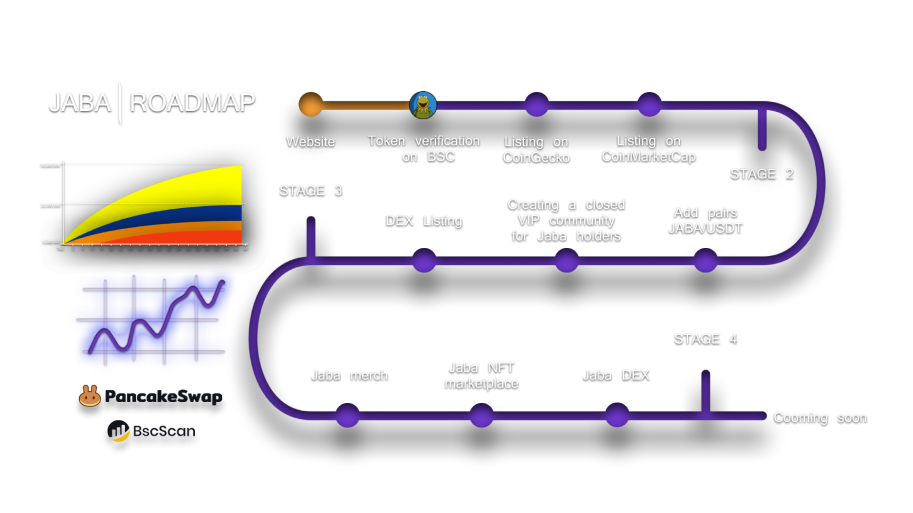 JABA | ROADMAP
Website
Token verification
on BSC
Listing on
CoinGecko
Listing on
CoinMarketCap
STAGE 2
Add pairs
JABA/USDT
Creating a closed
VIP community
for Jaba holders
DEX Listing
STAGE 3
Jaba merch
Jaba NFT
marketplace
Jaba DEX
STAGE 4
Cooming soon
PancakeSwap
BscScan